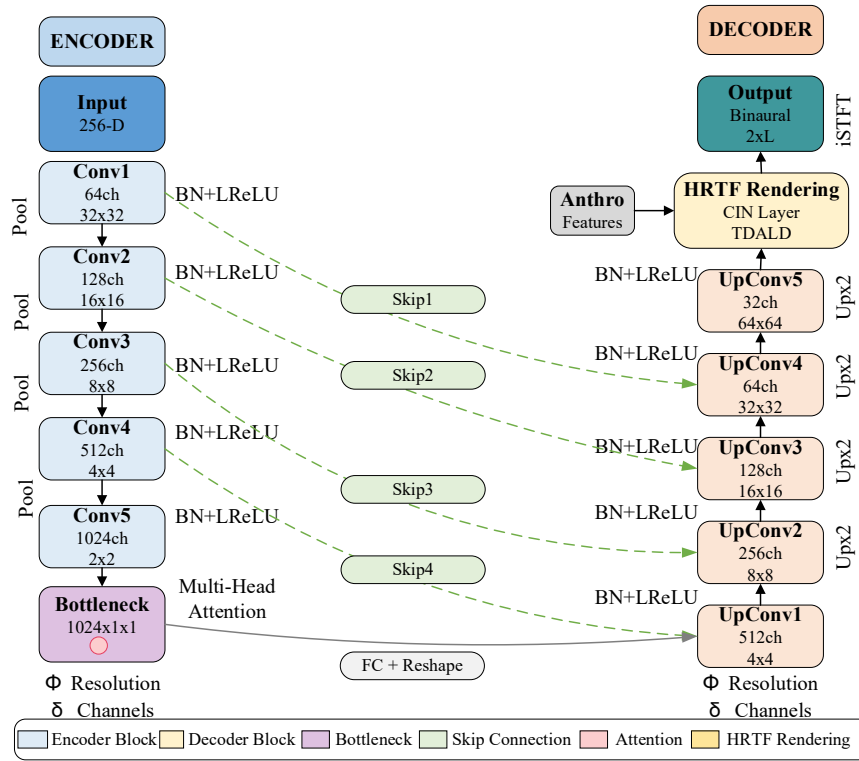 ENCODER
Input
256-D
Conv1
64ch
32x32
Conv2
128ch
16x16
Conv3
256ch
8x8
Conv4
512ch
4x4
Conv5
1024ch
2x2
Bottleneck
1024x1x1
Φ Resolution
δ Channels
Pool
Pool
Pool
Pool
BN+LReLU
BN+LReLU
BN+LReLU
BN+LReLU
BN+LReLU
Multi-Head
Attention
Skip1
Skip2
Skip3
Skip4
FC + Reshape
DECODER
Output
Binaural
2xL
iSTFT
Anthro
Features
HRTF Rendering
CIN Layer
TDALD
BN+LReLU
UpConv5
32ch
64x64
Upx2
BN+LReLU
UpConv4
64ch
32x32
Upx2
BN+LReLU
UpConv3
128ch
16x16
Upx2
BN+LReLU
UpConv2
256ch
8x8
Upx2
BN+LReLU
UpConv1
512ch
4x4
Φ Resolution
δ Channels
Encoder Block
Decoder Block
Bottleneck
Skip Connection
Attention
HRTF Rendering